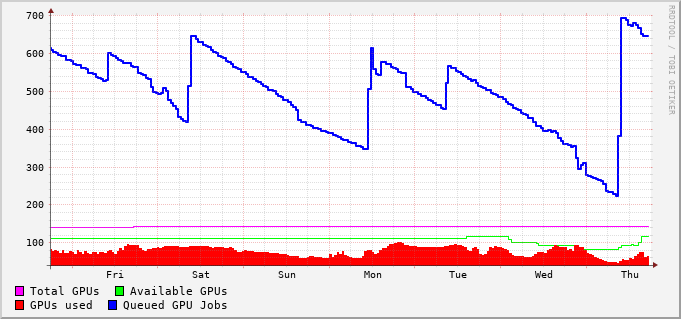 700
600
500
400
300
200
100
Fri Sat Sun Mon Tue Wed Thu
Total GPUs Available GPUs
GPUs used Queued GPU Jobs
RRDTOOL / TOBI OETIKER